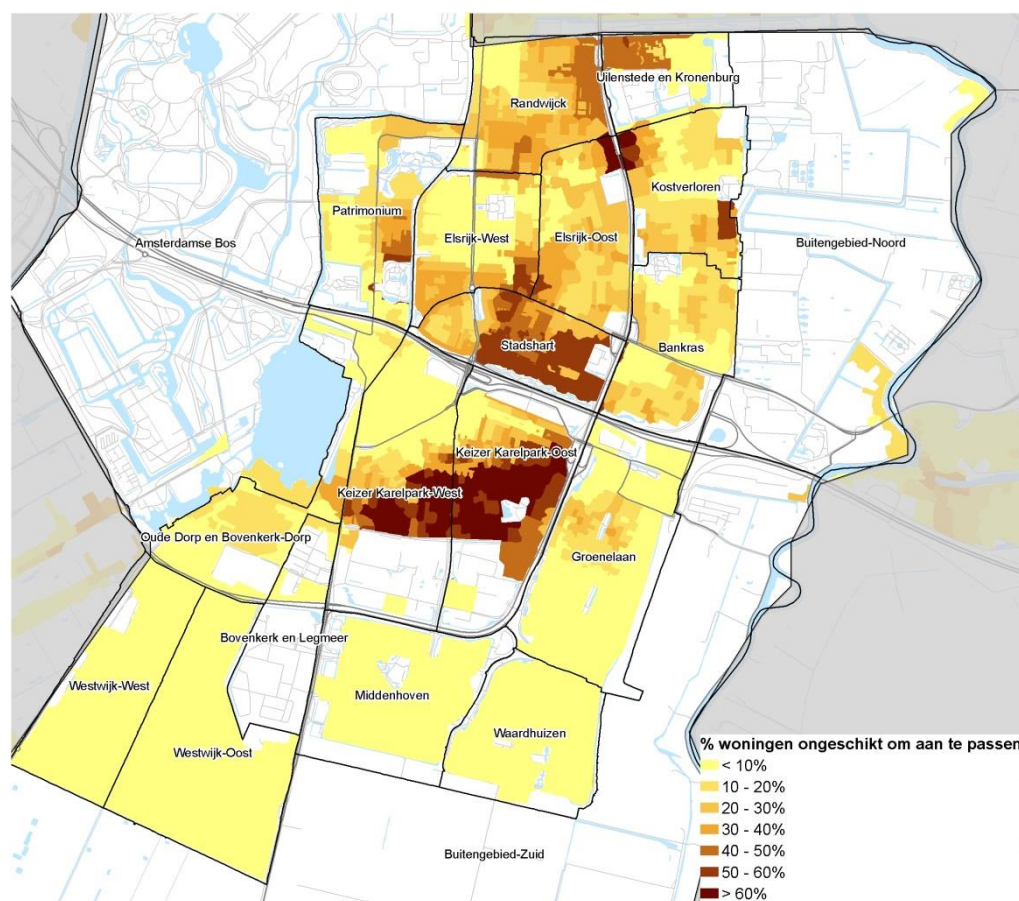 Uilenstede en Kronenburg
Randwijck
Kostverloren
Patrimonium
Elsrijk-West
Elsrijk-Oost
Amsterdamse Bos
Buitengebied-Noord
Stadshart
Bankras
Keizer Karelpark-Oost
Keizer Karelpark-West
Oude Dorp en Bovenkerk-Dorp
Groenelaan
Bovenkerk en Legmeer
Westwijk-West
Middenhoven
Waardhuizen
Westwijk-Oost
Buitengebied-Zuid
% woningen ongeschikt om aan te passen
< 10%
10 - 20%
20 - 30%
30 - 40%
40 - 50%
50 - 60%
> 60%